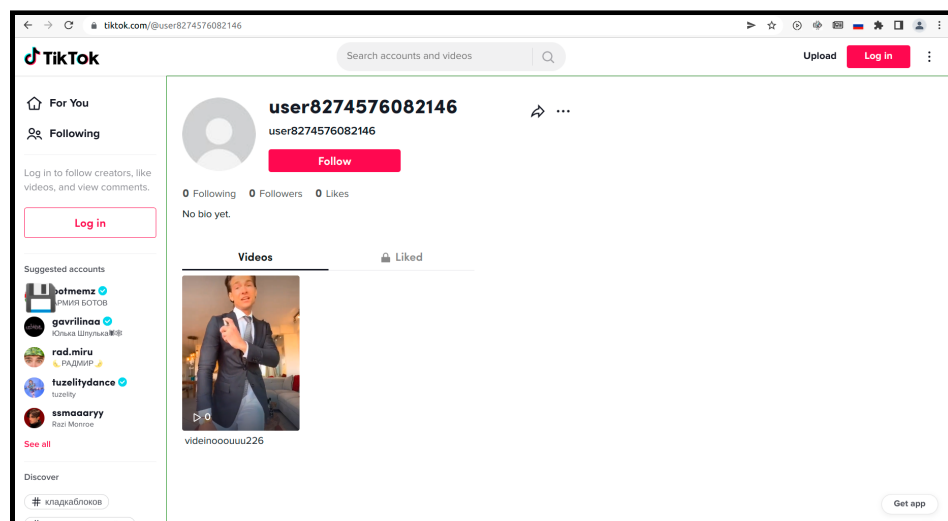 tiktok.com/@user8274576082146
TikTok
Search accounts and videos
Upload
Log in
For You
Following
Log in to follow creators, like
videos, and view comments.
Log in
Suggested accounts
otmemz
РМИЯ БОТОВ
gavrilinaa
Юлька Шпулька🕷🕸
rad.miru
РАДМИР
tuzelitydance
tuzelity
ssmaaaryy
Razi Monroe
See all
Discover
# кладкаблоков
user8274576082146
user8274576082146
Follow
0 Following 0 Followers 0 Likes
No bio yet.
Videos
Liked
0
videinooouuu226
Get app